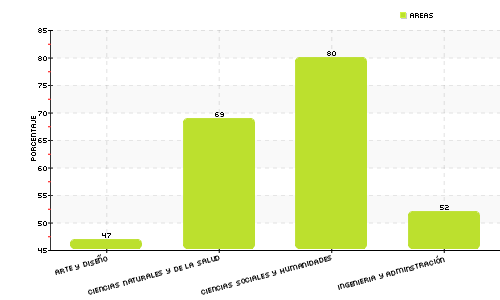 AREAS
85
80
75
70
65
60
55
50
45
PORCENTAJE
47
69
80
52
ARTE Y DISEÑO
CIENCIAS NATURALES Y DE LA SALUD
CIENCIAS SOCIALES Y HUMANIDADES
INGENIERIA Y ADMINSTRACIÓN